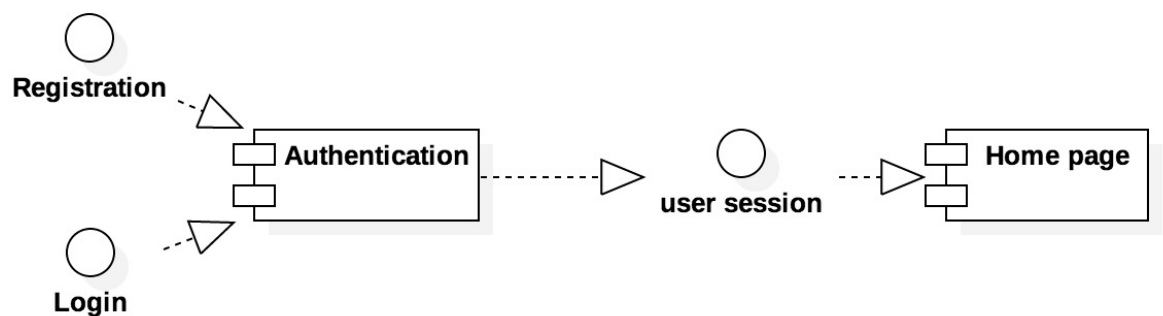 Registration
Authentication
Home page
user session
Login